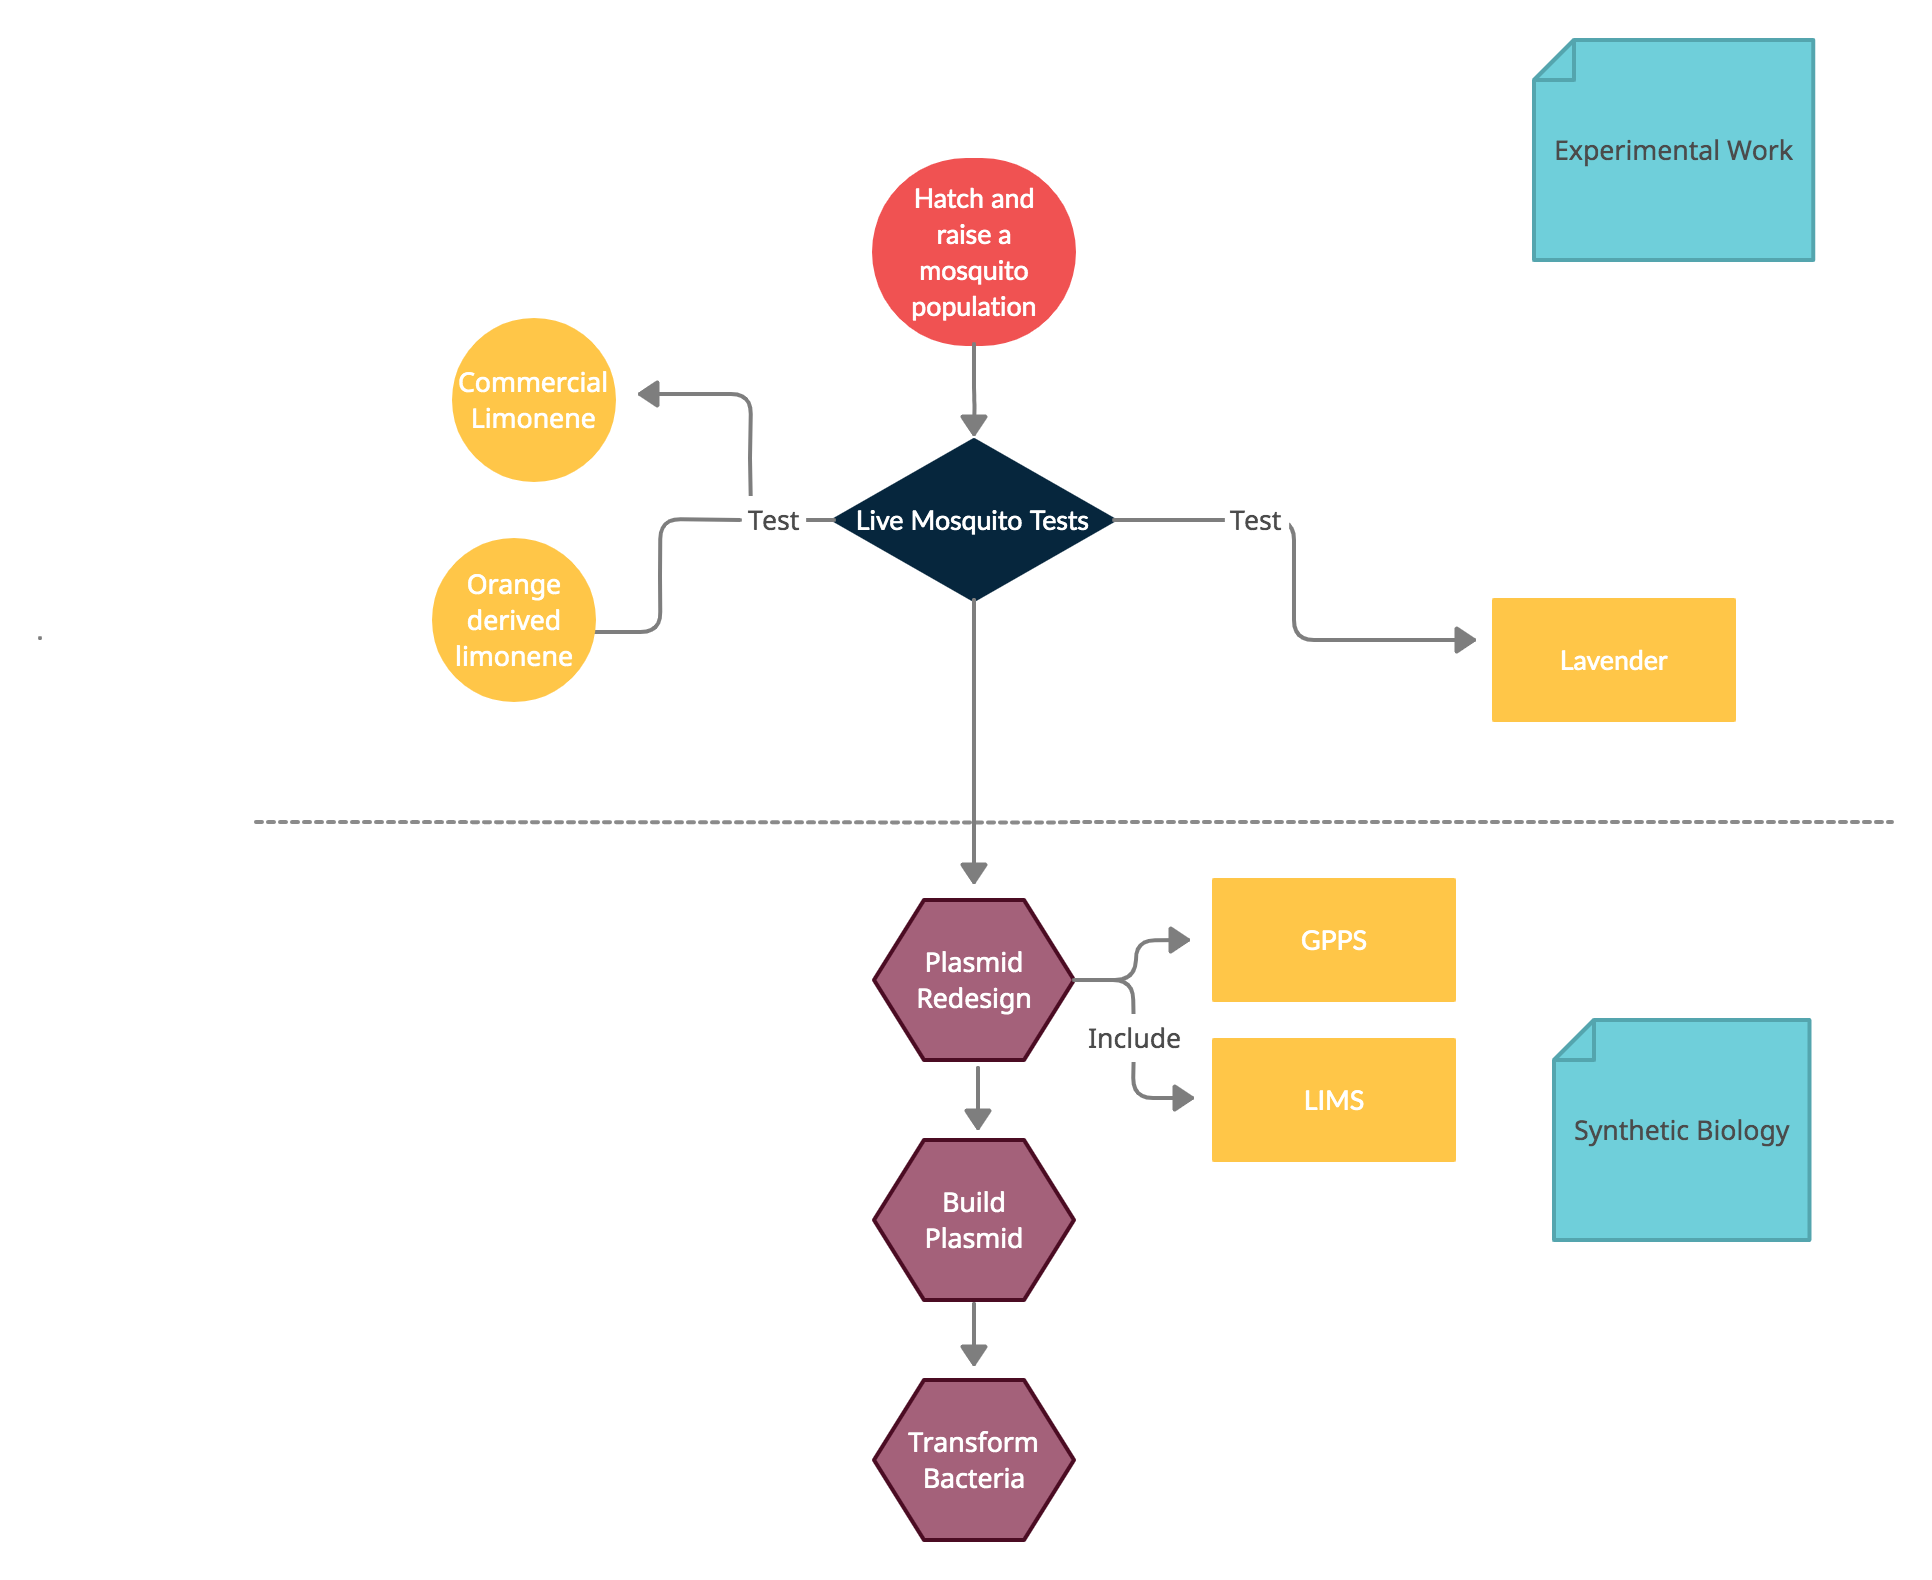 Experimental Work
Hatch and
raise a
mosquito
population
Commercial
Limonene
Test
Live Mosquito Tests
Test
Orange
derived
limonene
.
Lavender
GPPS
Plasmid
Redesign
Include
LIMS
Synthetic Biology
Build
Plasmid
Transform
Bacteria